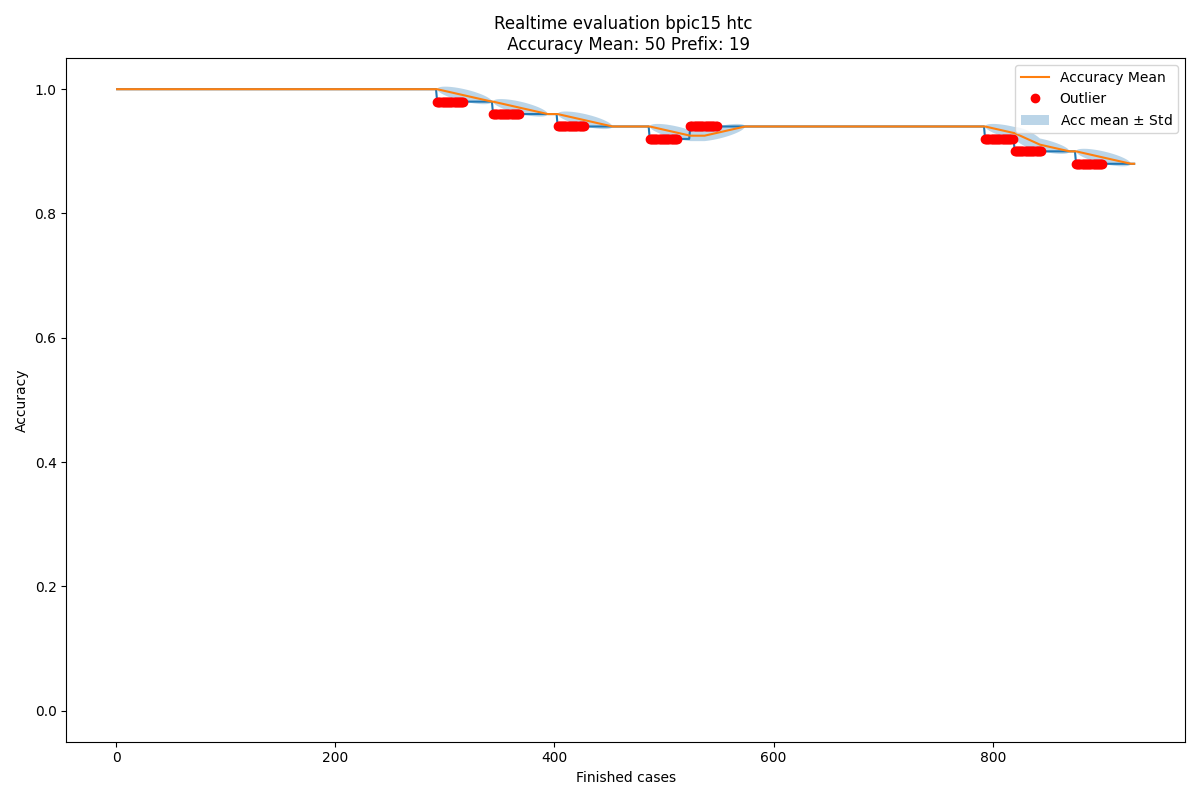 Realtime evaluation bpic15 htc
Accuracy Mean: 50 Prefix: 19
Accuracy Mean
Outlier
Acc mean ± Std
1.0
0.8
0.6
0.4
0.2
0.0
Accuracy
0 200 400 600 800
Finished cases